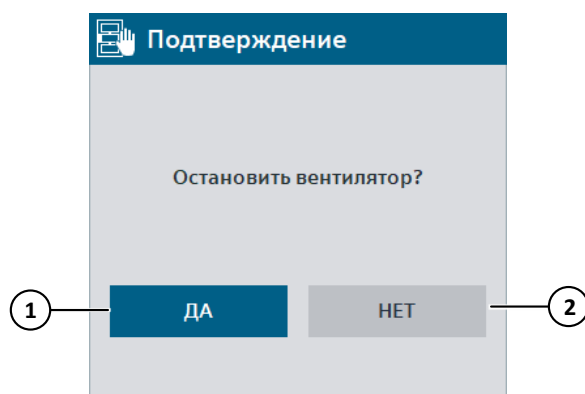 Подтверждение
Остановить вентилятор?
1
ДА
НЕТ
2